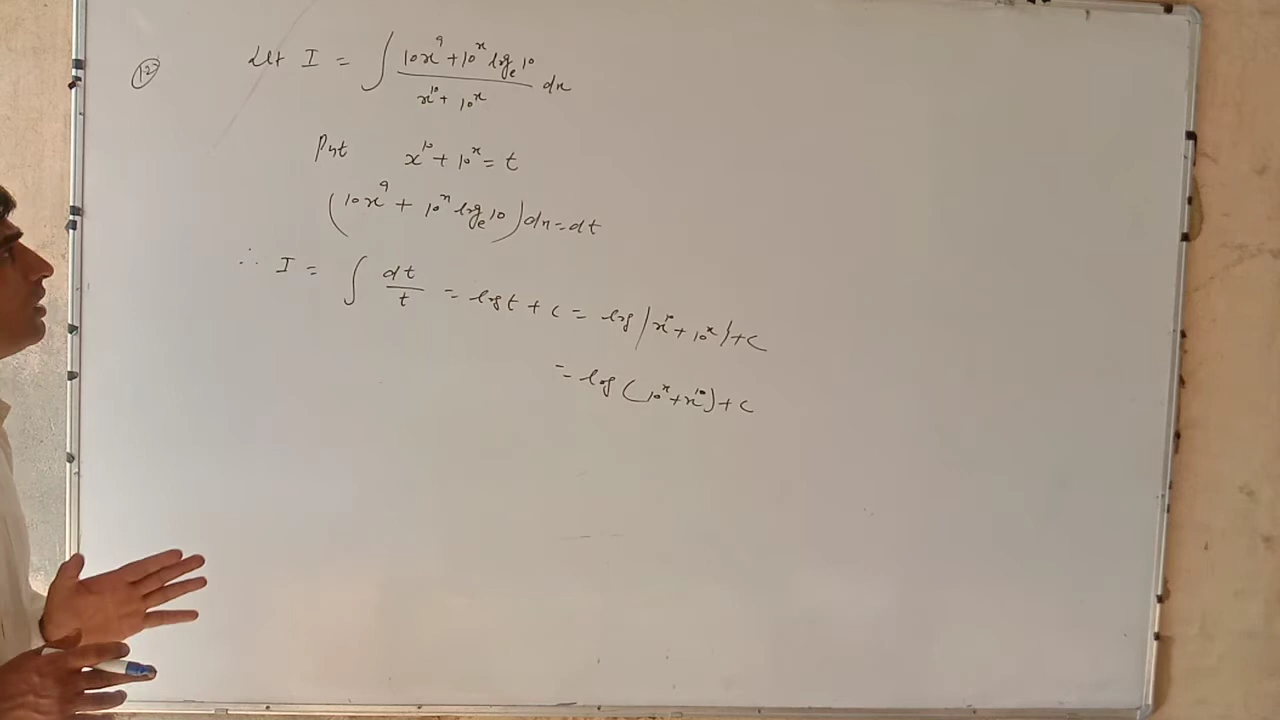 (12) Let I = ∫ (10x⁹ + 10ˣ logₑ10)/(x¹⁰ + 10ˣ) dx
Put x¹⁰ + 10ˣ = t
(10x⁹ + 10ˣ logₑ10) dx = dt
∴ I = ∫ dt/t = log t + c = log |x¹⁰ + 10ˣ| + c
= log (10ˣ + x¹⁰) + c